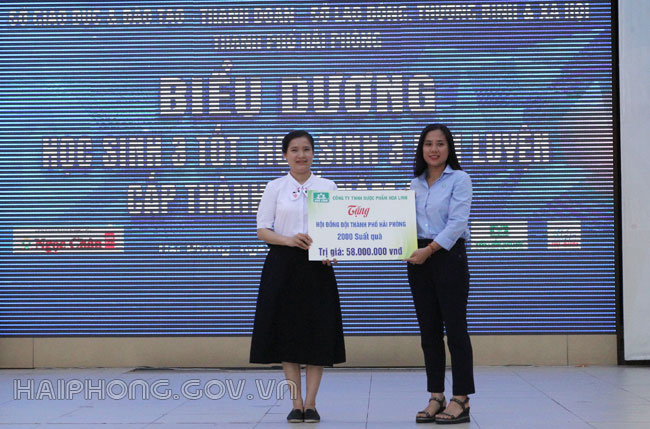 SỞ GIÁO DỤC & ĐÀO TẠO - THÀNH ĐOÀN - SỞ LAO ĐỘNG, THƯƠNG BINH & XÃ HỘI
THÀNH PHỐ HẢI PHÒNG
BIỂU DƯƠNG
HỌC SINH 3 TỐT, HỌC SINH 3 LUYỆN
CẤP THÀNH
CÔNG TY TNHH DƯỢC PHẨM HOA LINH
Tặng
HỘI ĐỒNG ĐỘI THÀNH PHỐ HẢI PHÒNG
2000 Suất quà
Trị giá: 58.000.000 vnđ
HAIPHONG.GOV.VN